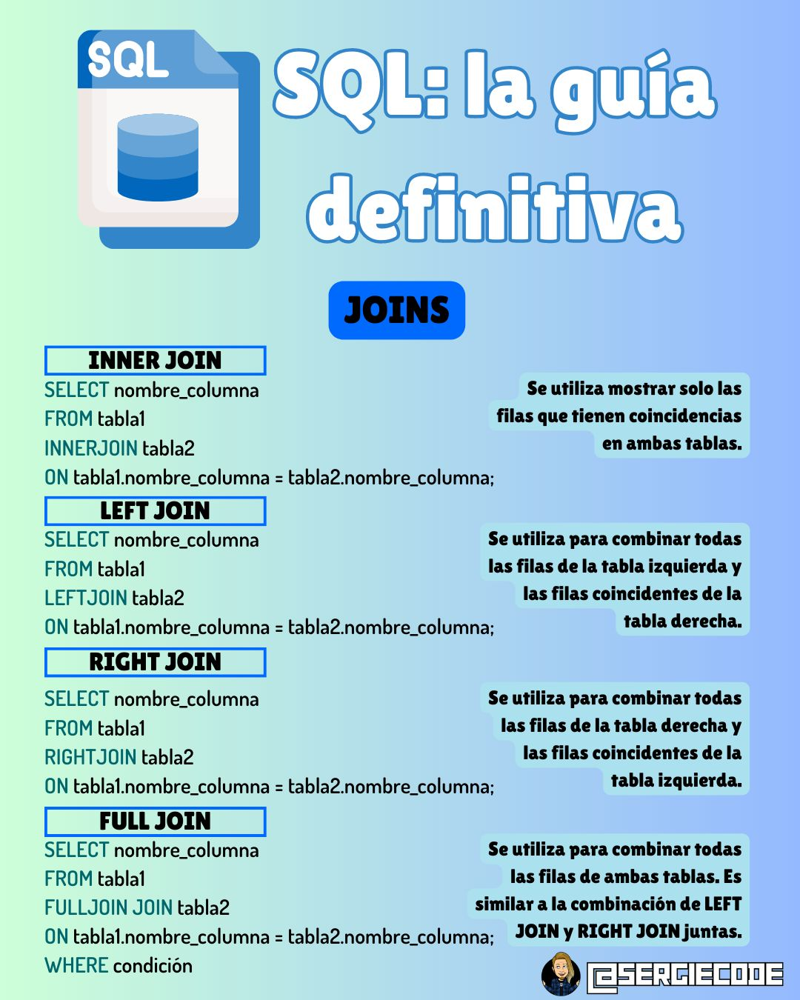 SQL
SQL: la guía
definitiva
JOINS
INNER JOIN
SELECT nombre_columna
FROM tabla1
INNERJOIN tabla2
ON tabla1.nombre_columna = tabla2.nombre_columna;
Se utiliza mostrar solo las
filas que tienen coincidencias
en ambas tablas.
LEFT JOIN
SELECT nombre_columna
FROM tabla1
LEFTJOIN tabla2
ON tabla1.nombre_columna = tabla2.nombre_columna;
Se utiliza para combinar todas
las filas de la tabla izquierda y
las filas coincidentes de la
tabla derecha.
RIGHT JOIN
SELECT nombre_columna
FROM tabla1
RIGHTJOIN tabla2
ON tabla1.nombre_columna = tabla2.nombre_columna;
Se utiliza para combinar todas
las filas de la tabla derecha y
las filas coincidentes de la
tabla izquierda.
FULL JOIN
SELECT nombre_columna
FROM tabla1
FULLJOIN JOIN tabla2
ON tabla1.nombre_columna = tabla2.nombre_columna;
WHERE condición
Se utiliza para combinar todas
las filas de ambas tablas. Es
similar a la combinación de LEFT
JOIN y RIGHT JOIN juntas.
@SERGIECODE